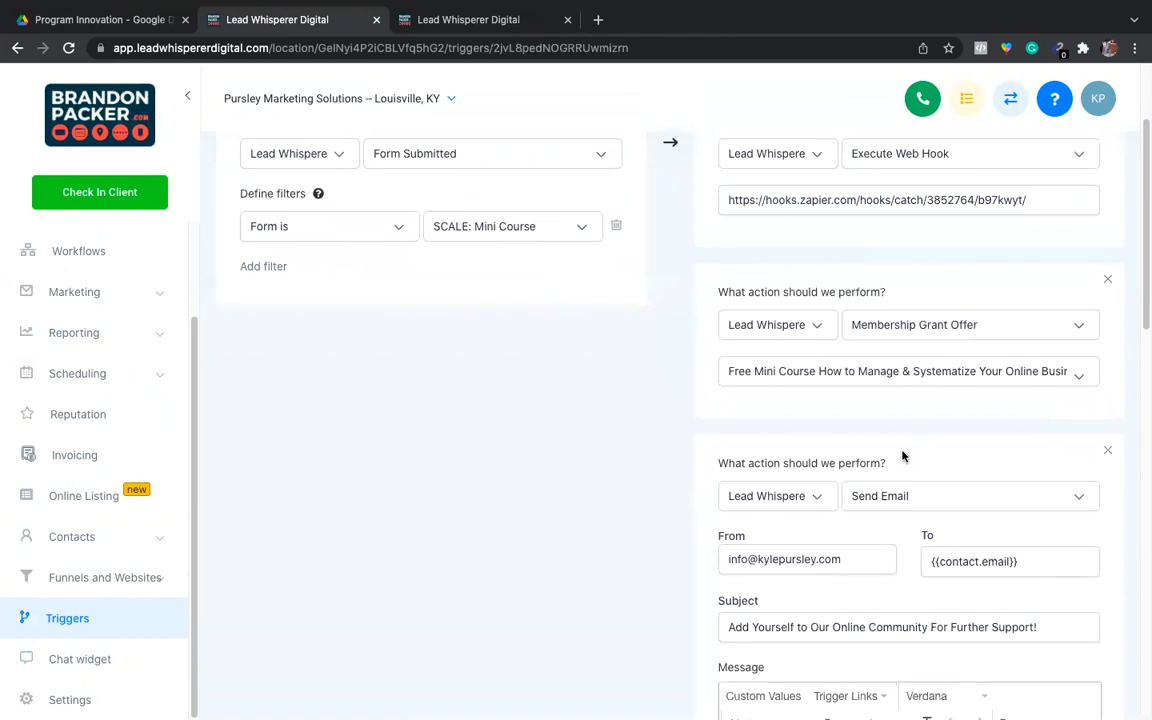 Program Innovation - Google D
Lead Whisperer Digital
Lead Whisperer Digital
app.leadwhispererdigital.com/location/GelNyi4P2iCBLVfq5hG2/triggers/2jvL8pedNOGRRUwmizrn
0
BRANDON
PACKER
.COM
Pursley Marketing Solutions -- Louisville, KY
?
KP
Check In Client
Workflows
Marketing
Reporting
Scheduling
Reputation
Invoicing
Online Listing
new
Contacts
Funnels and Websites
Triggers
Chat widget
Settings
Lead Whispere
Form Submitted
Define filters ?
Form is
SCALE: Mini Course
Add filter
Lead Whispere
Execute Web Hook
https://hooks.zapier.com/hooks/catch/3852764/b97kwyt/
What action should we perform?
Lead Whispere
Membership Grant Offer
Free Mini Course How to Manage & Systematize Your Online Busir
What action should we perform?
Lead Whispere
Send Email
From
To
info@kylepursley.com
{{contact.email}}
Subject
Add Yourself to Our Online Community For Further Support!
Message
Custom Values
Trigger Links
Verdana